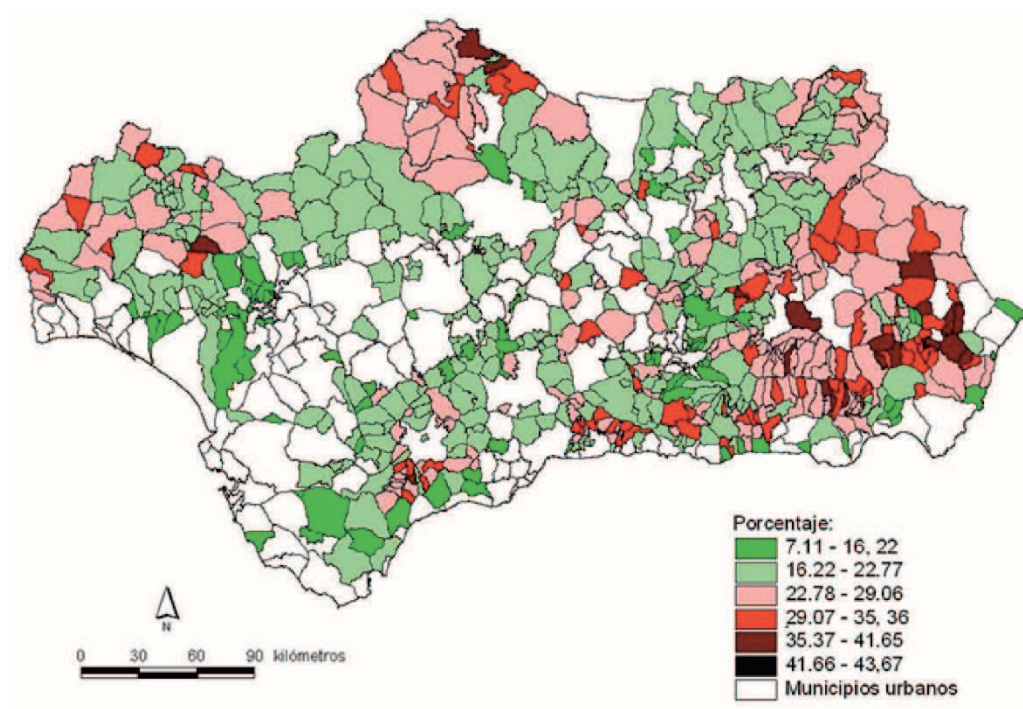 Porcentaje:
7.11 - 16, 22
16.22 - 22.77
22.78 - 29.06
29.07 - 35, 36
35.37 - 41.65
41.66 - 43,67
Municipios urbanos
N
0 30 60 90 kilómetros